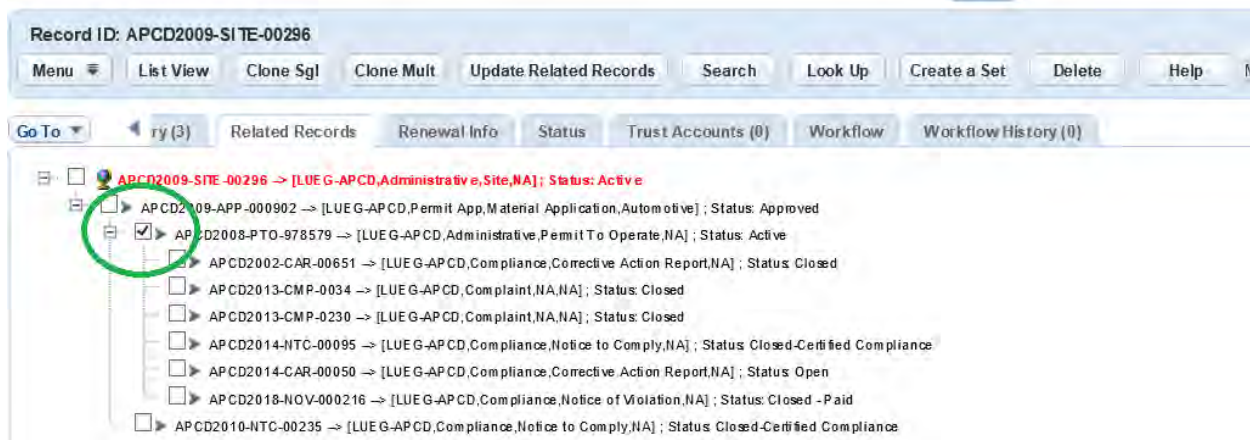 Record ID: APCD2009-SITE-00296
Menu List View Clone Sgl Clone Mult Update Related Records Search Look Up Create a Set Delete Help
Go To ry (3) Related Records Renewal Info Status Trust Accounts (0) Workflow Workflow History (0)
APCD2009-SITE-00296 --> [LUEG-APCD,Administrative,Site,NA] ; Status: Active
APCD2009-APP-000902 --> [LUEG-APCD,Permit App,Material Application,Automotive] ; Status: Approved
APCD2008-PTO-978579 --> [LUEG-APCD,Administrative,Permit To Operate,NA] ; Status: Active
APCD2002-CAR-00651 --> [LUEG-APCD,Compliance,Corrective Action Report,NA] ; Status: Closed
APCD2013-CMP-0034 --> [LUEG-APCD,Complaint,NA,NA] ; Status: Closed
APCD2013-CMP-0230 --> [LUEG-APCD,Complaint,NA,NA] ; Status: Closed
APCD2014-NTC-00095 --> [LUEG-APCD,Compliance,Notice to Comply,NA] ; Status: Closed-Certified Compliance
APCD2014-CAR-00050 --> [LUEG-APCD,Compliance,Corrective Action Report,NA] ; Status: Open
APCD2018-NOV-000216 --> [LUEG-APCD,Compliance,Notice of Violation,NA] ; Status: Closed - Paid
APCD2010-NTC-00235 --> [LUEG-APCD,Compliance,Notice to Comply,NA] ; Status: Closed-Certified Compliance